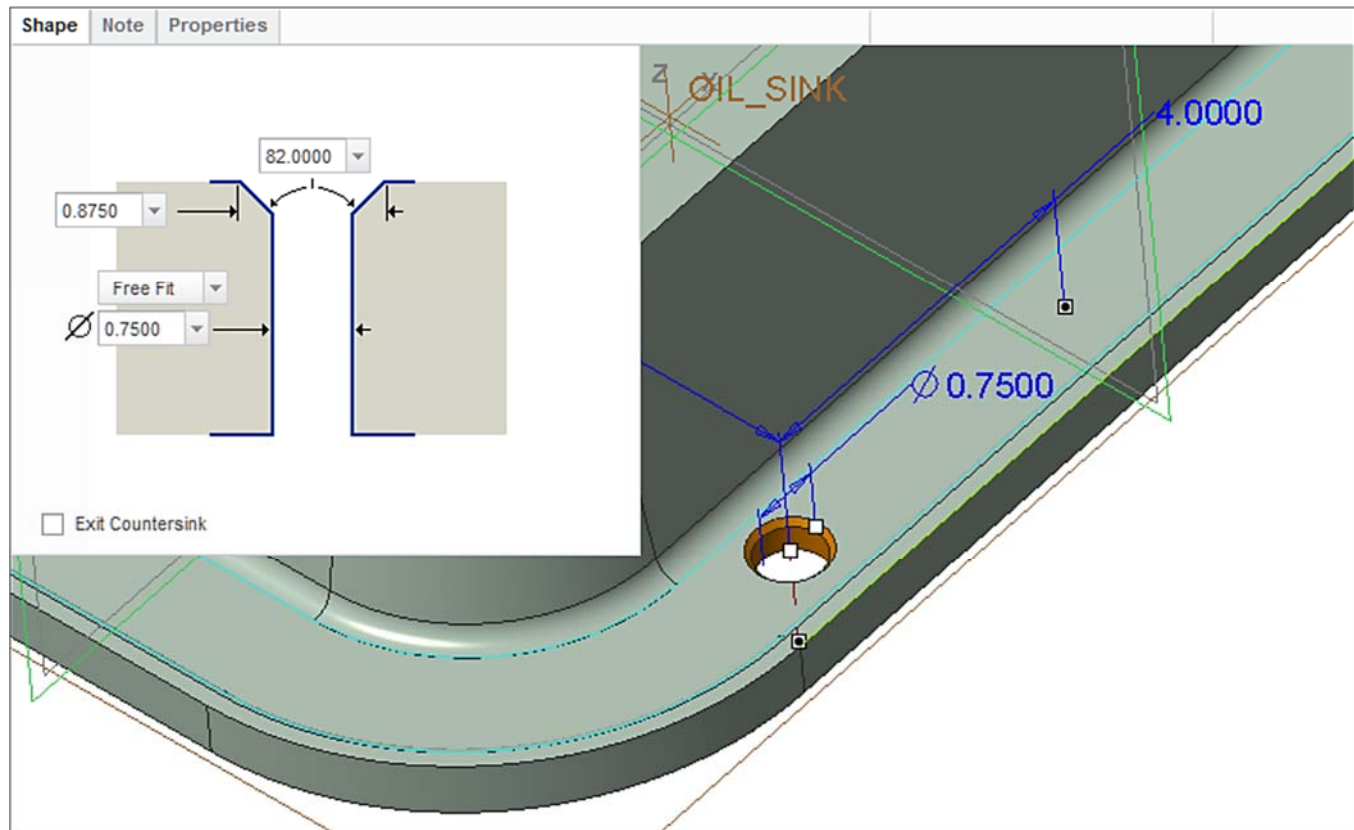 Shape Note Properties
Z X
OIL_SINK
4.0000
82.0000
0.8750
Free Fit
Ø 0.7500
Ø 0.7500
Exit Countersink